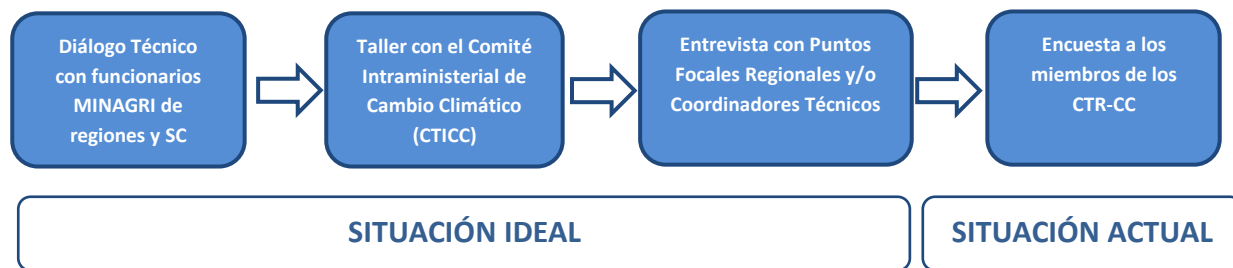 Diálogo Técnico
con funcionarios
MINAGRI de
regiones y SC
Taller con el Comité
Intraministerial de
Cambio Climático
(CTICC)
Entrevista con Puntos
Focales Regionales y/o
Coordinadores Técnicos
Encuesta a los
miembros de los
CTR-CC
SITUACIÓN IDEAL
SITUACIÓN ACTUAL